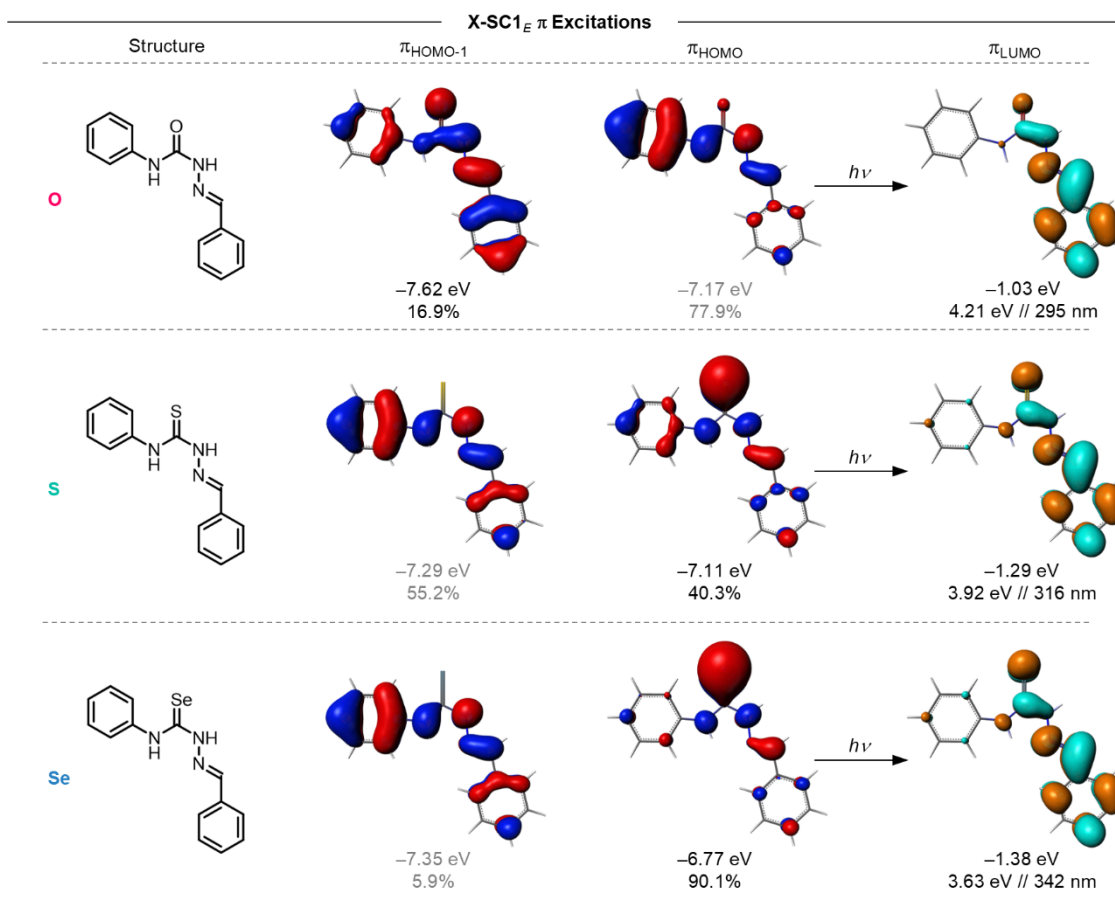 X-SC1E π Excitations
Structure πHOMO-1 πHOMO πLUMO
O
O
N
H
NH
N
hν
–7.62 eV –7.17 eV –1.03 eV
16.9% 77.9% 4.21 eV // 295 nm
S
S
N
H
NH
N
hν
–7.29 eV –7.11 eV –1.29 eV
55.2% 40.3% 3.92 eV // 316 nm
Se
Se
N
H
NH
N
hν
–7.35 eV –6.77 eV –1.38 eV
5.9% 90.1% 3.63 eV // 342 nm